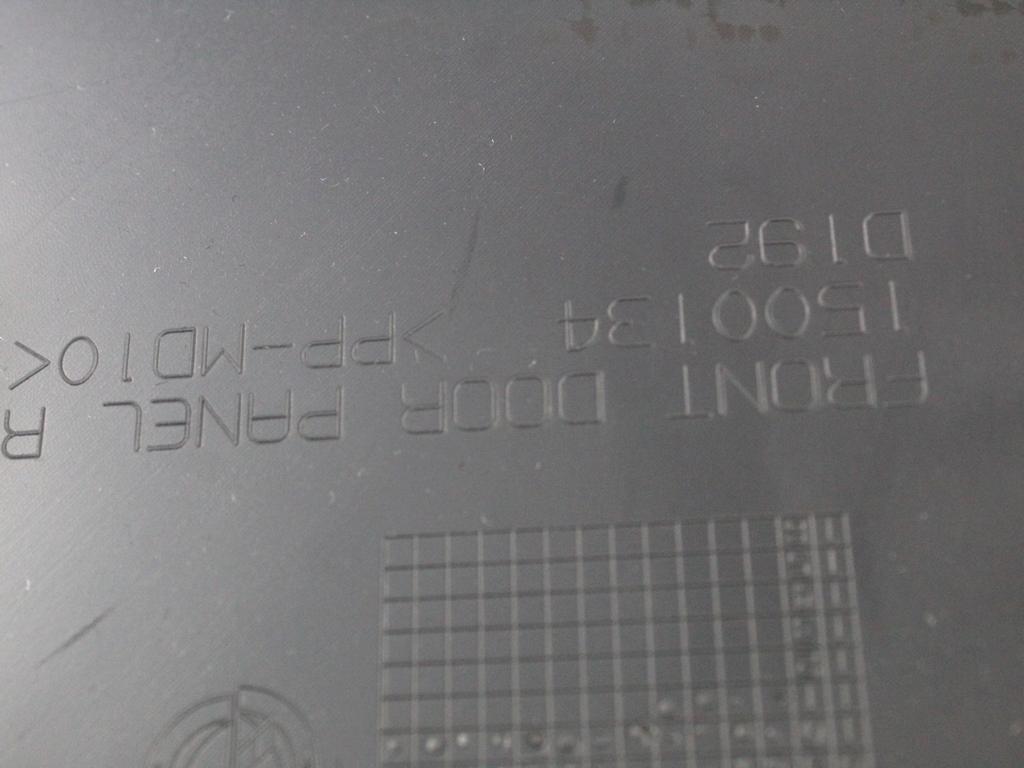 FRONT DOOR PANEL R
1500134 >PP-MD10<
D192